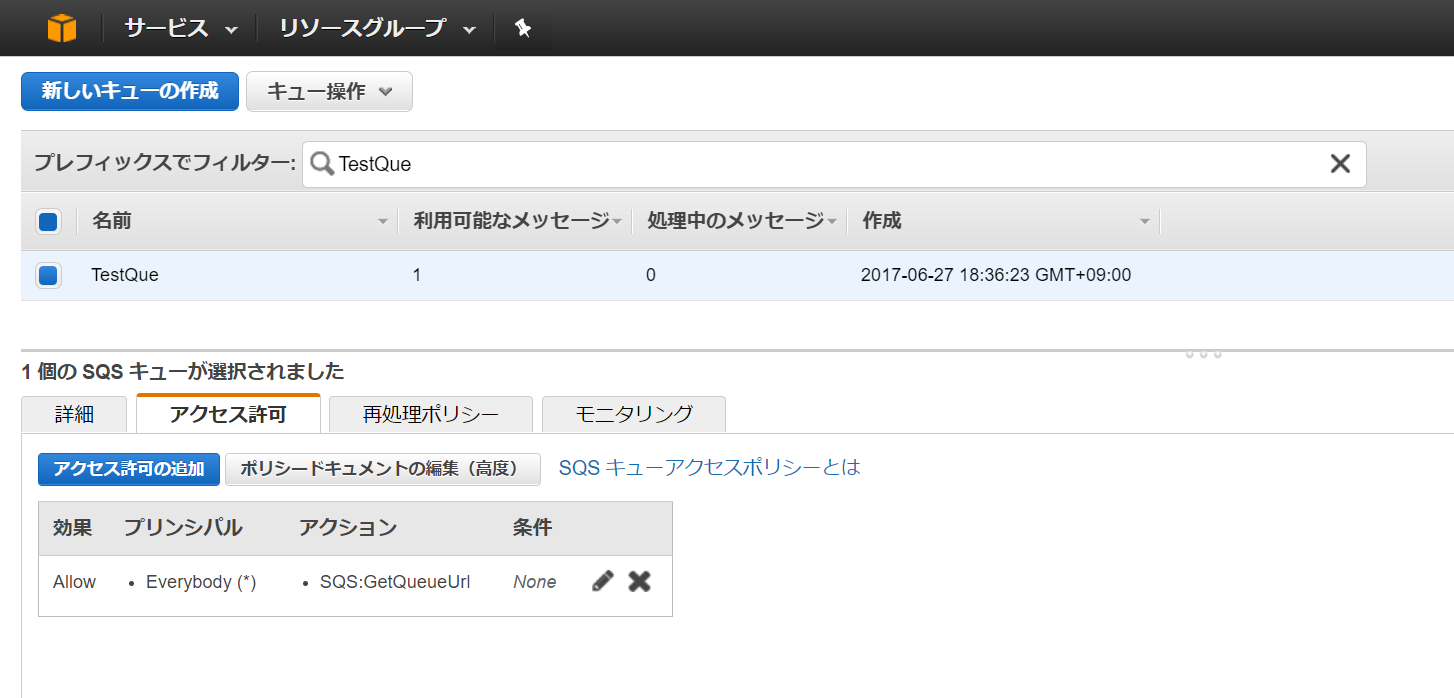 サービス リソースグループ
新しいキューの作成 キュー操作
プレフィックスでフィルター: TestQue
名前 利用可能なメッセージ 処理中のメッセージ 作成
TestQue 1 0 2017-06-27 18:36:23 GMT+09:00
1 個の SQS キューが選択されました
詳細 アクセス許可 再処理ポリシー モニタリング
アクセス許可の追加 ポリシードキュメントの編集（高度） SQS キューアクセスポリシーとは
効果 プリンシパル アクション 条件
Allow • Everybody (*) • SQS:GetQueueUrl None